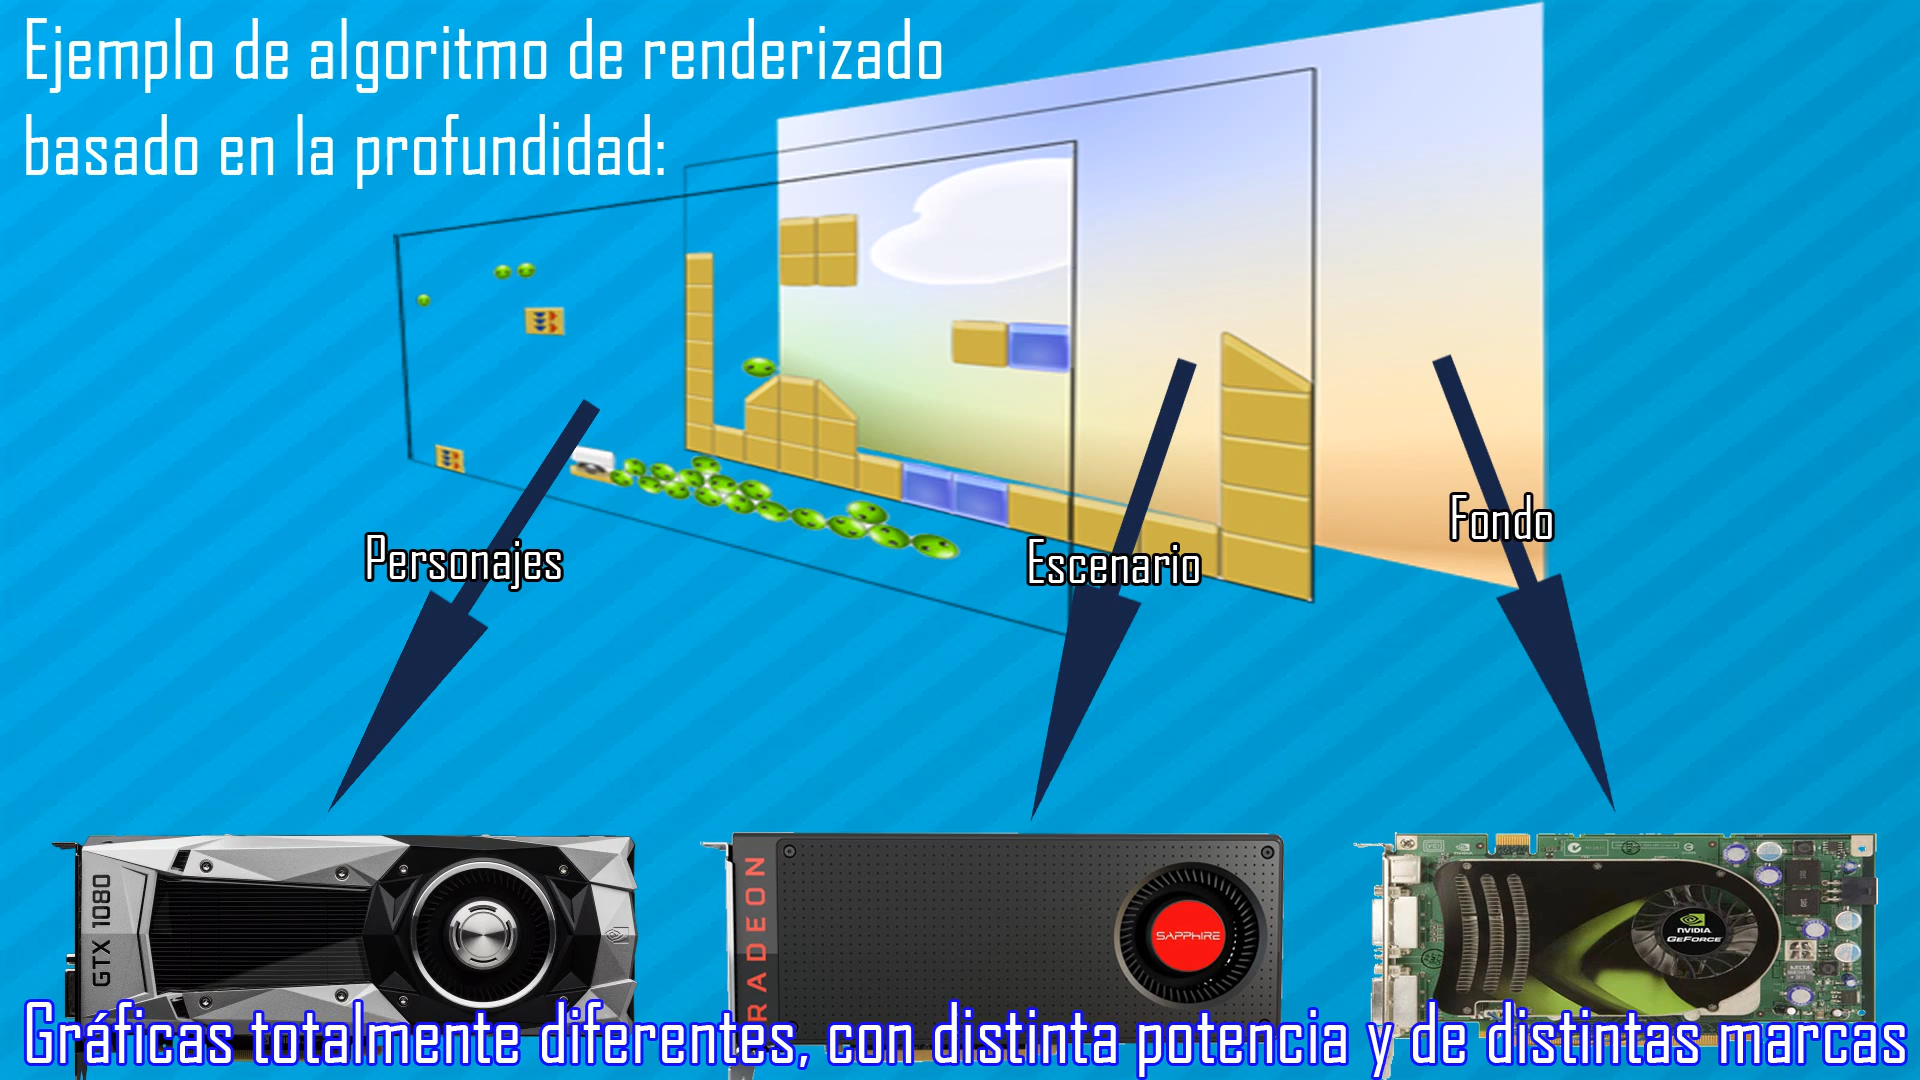 Ejemplo de algoritmo de renderizado
basado en la profundidad:
Personajes
Escenario
Fondo
GTX 1080
RADEON
SAPPHIRE
NVIDIA
GEFORCE
Gráficas totalmente diferentes, con distinta potencia y de distintas marcas